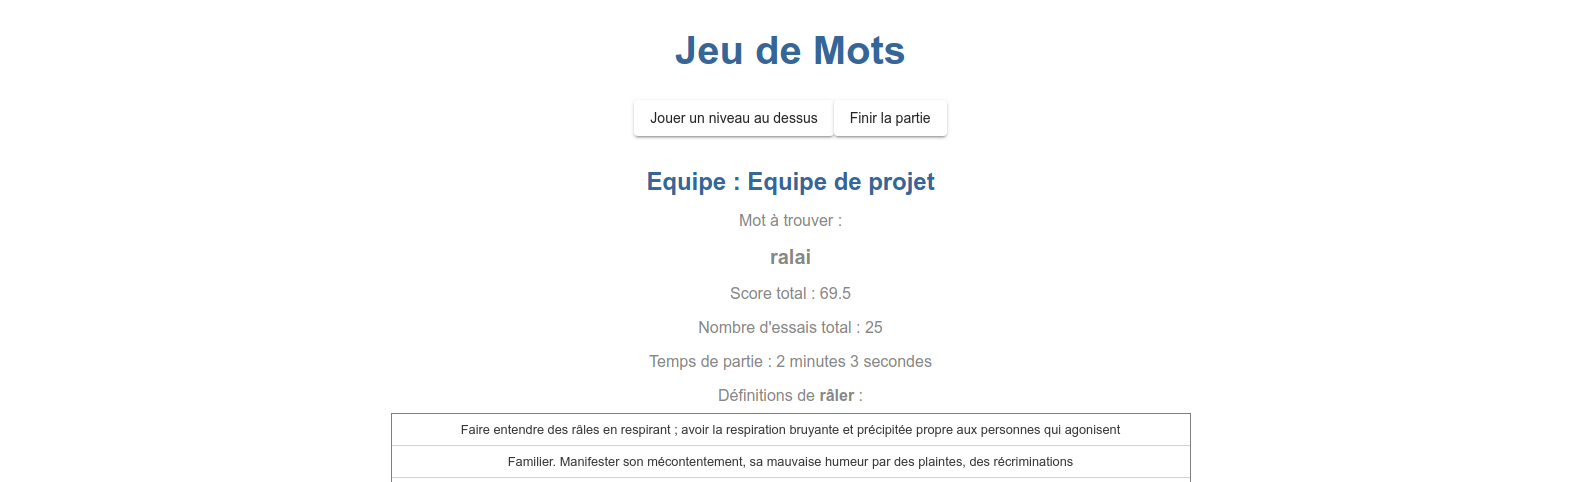 Jeu de Mots
Jouer un niveau au dessus Finir la partie
Equipe : Equipe de projet
Mot à trouver :
ralai
Score total : 69.5
Nombre d'essais total : 25
Temps de partie : 2 minutes 3 secondes
Définitions de râler :
Faire entendre des râles en respirant ; avoir la respiration bruyante et précipitée propre aux personnes qui agonisent
Familier. Manifester son mécontentement, sa mauvaise humeur par des plaintes, des récriminations